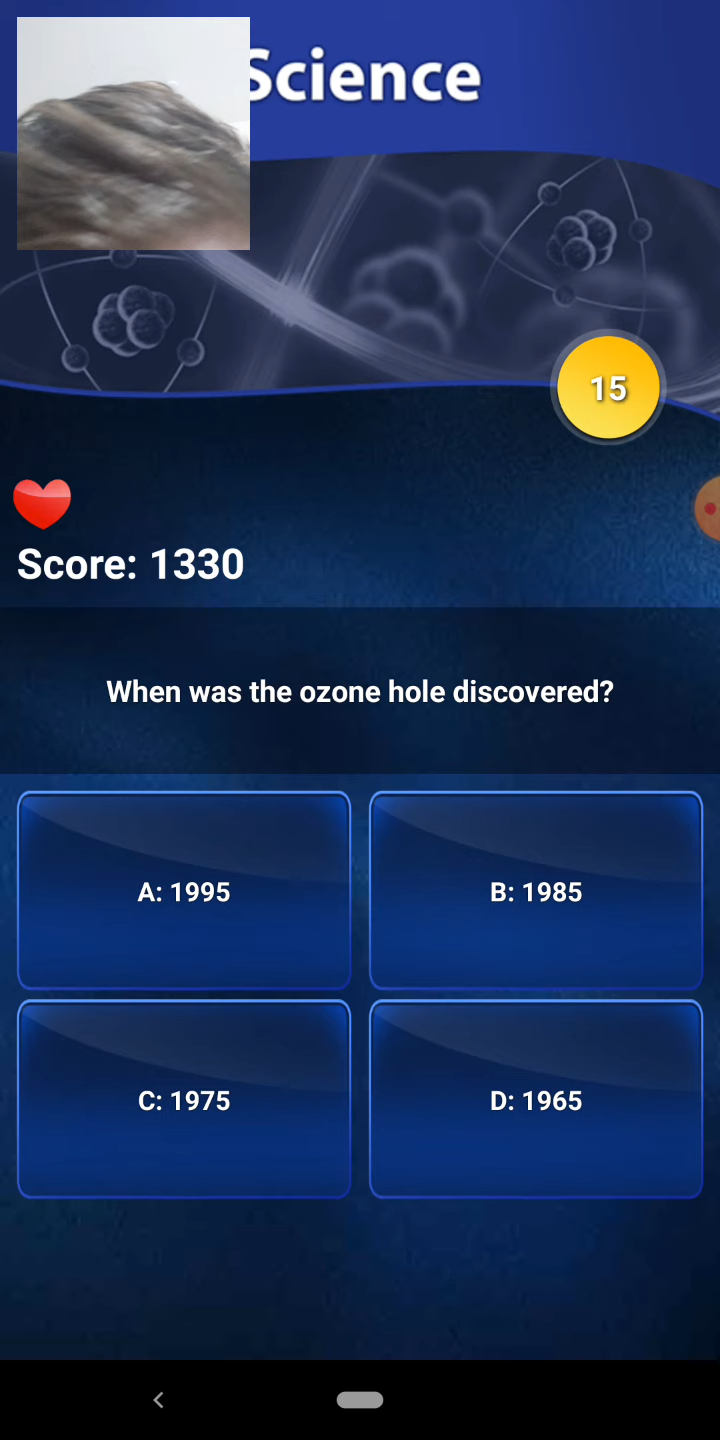 Science
15
Score: 1330
When was the ozone hole discovered?
A: 1995
B: 1985
C: 1975
D: 1965